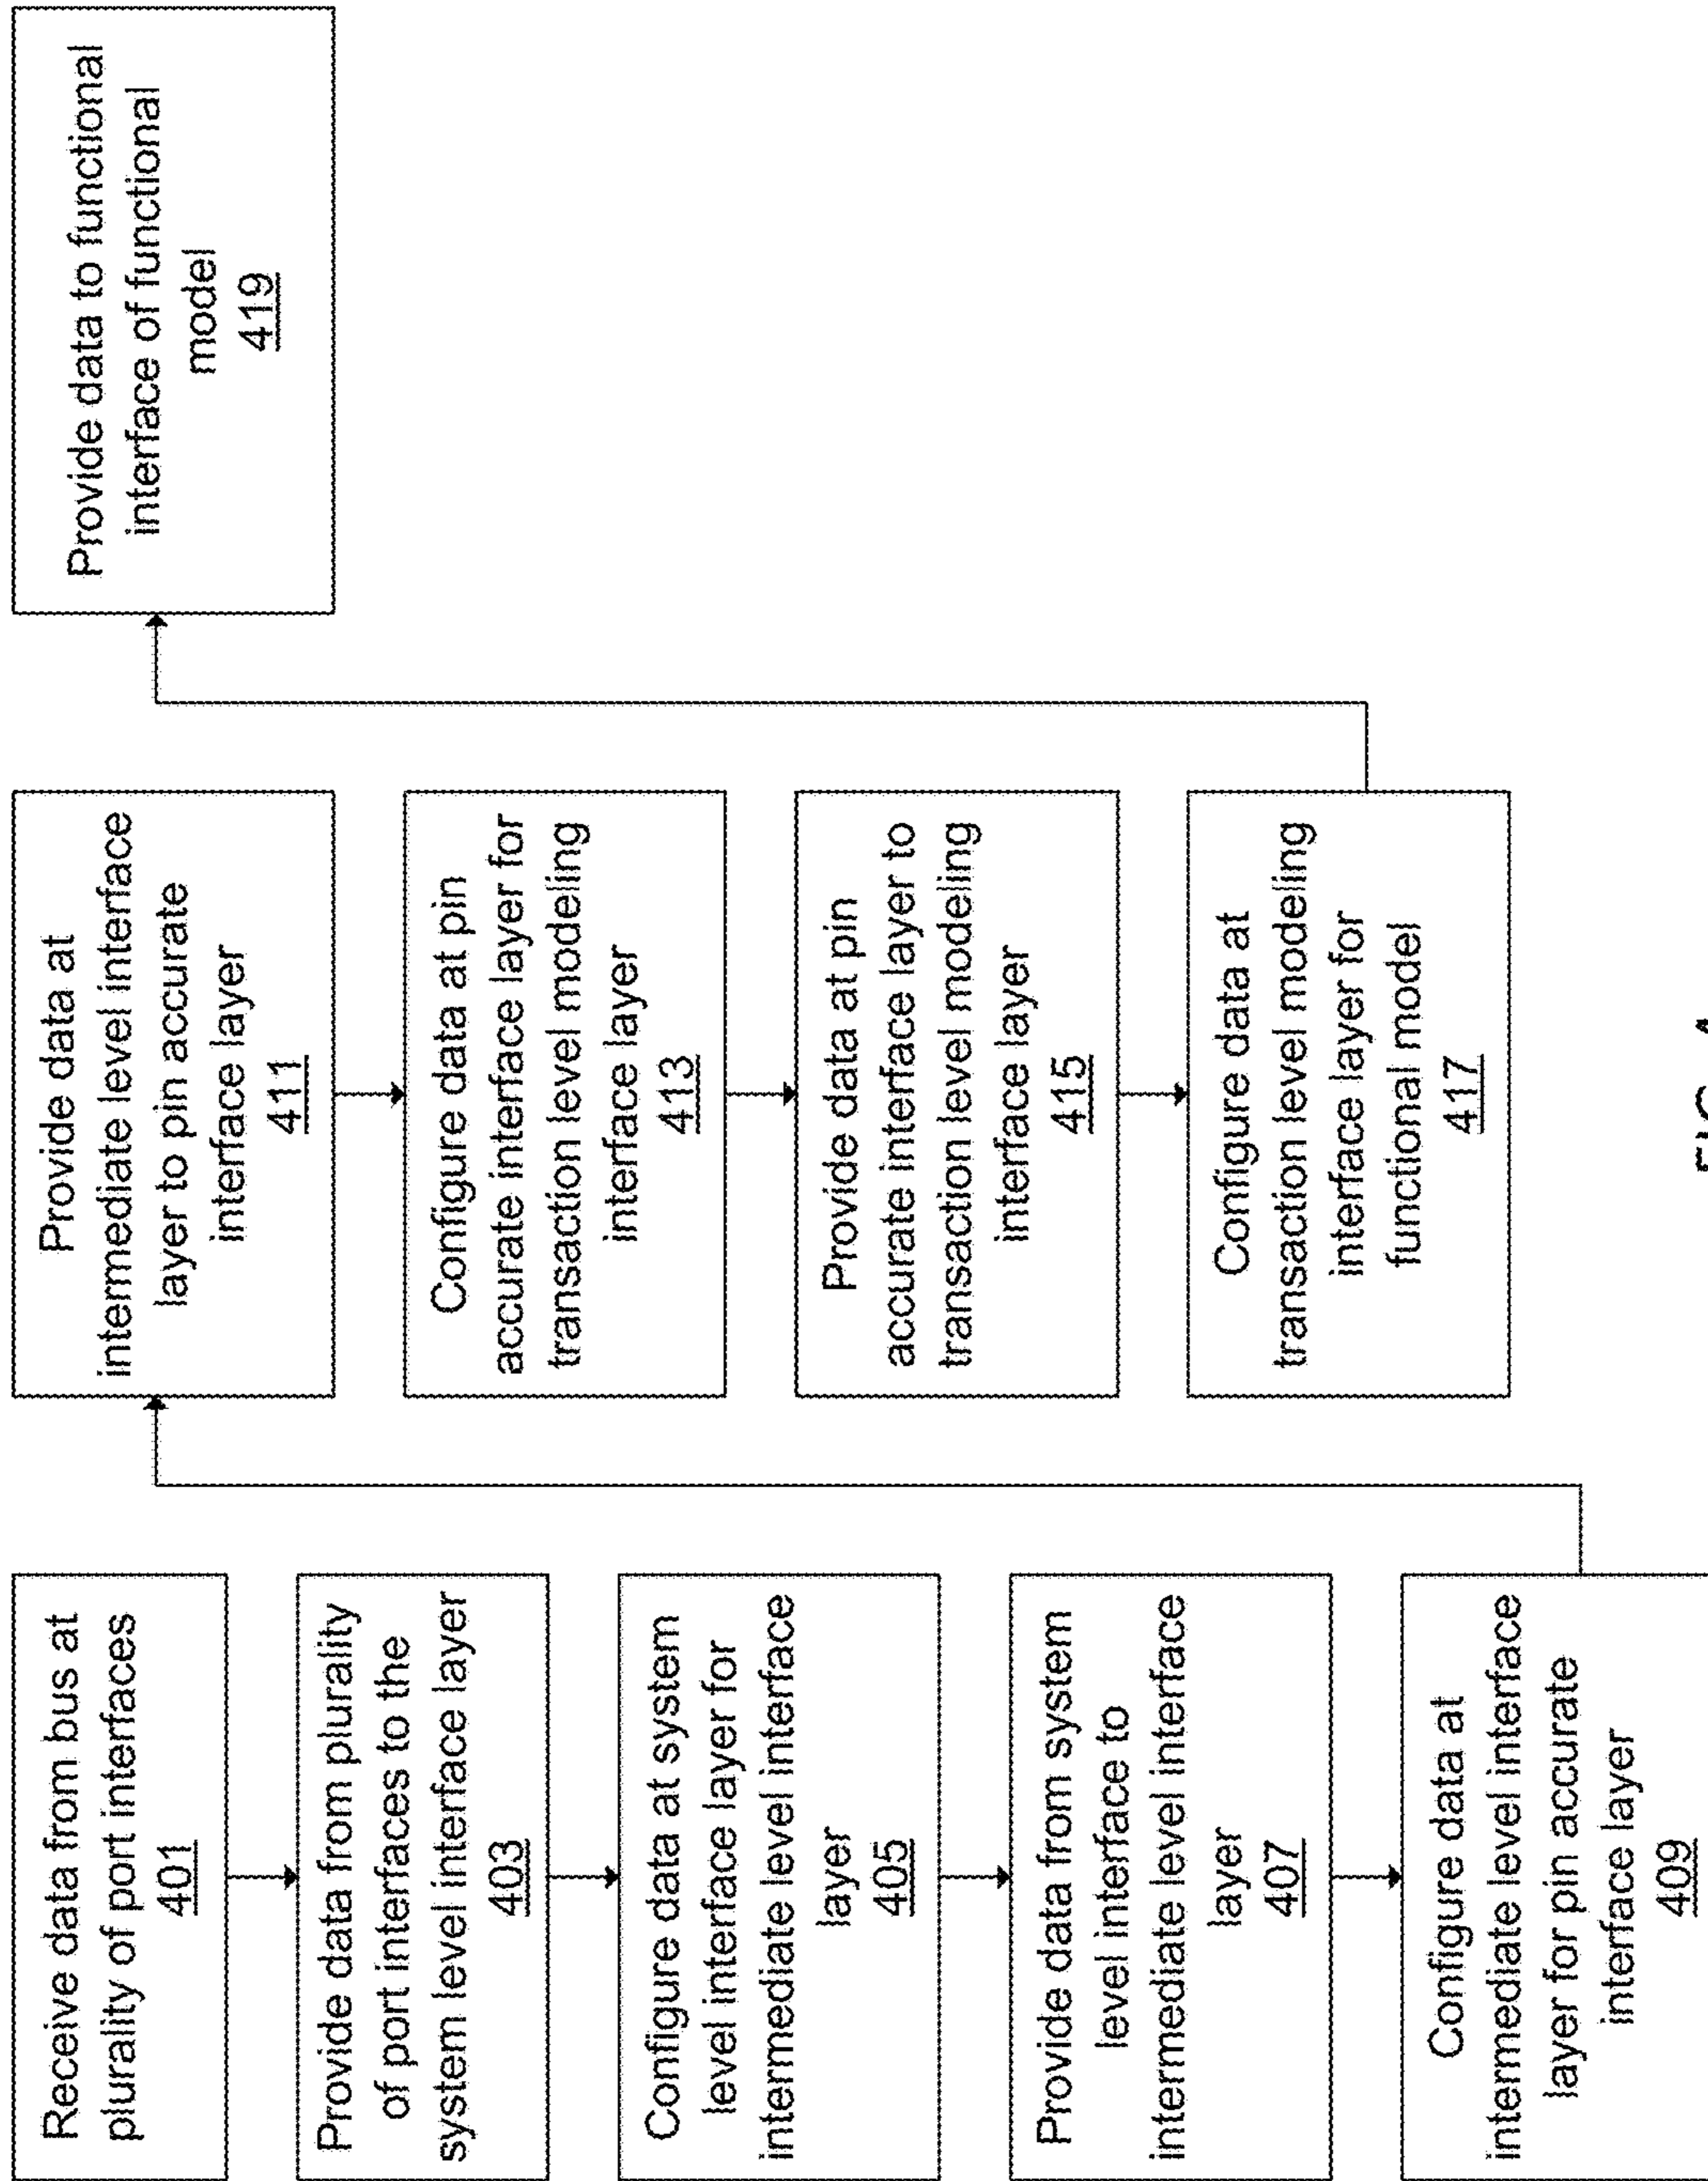 Receive data from bus at
plurality of port interfaces
401
Provide data from plurality
of port interfaces to the
system level interface layer
403
Configure data at system
level interface layer for
intermediate level interface
layer
405
Provide data from system
level interface to
intermediate level interface
layer
407
Configure data at
intermediate level interface
layer for pin accurate
interface layer
409
Provide data at
intermediate level interface
layer to pin accurate
interface layer
411
Configure data at pin
accurate interface layer for
transaction level modeling
interface layer
413
Provide data at pin
accurate interface layer to
transaction level modeling
interface layer
415
Configure data at
transaction level modeling
interface layer for
functional model
417
Provide data to functional
interface of functional
model
419